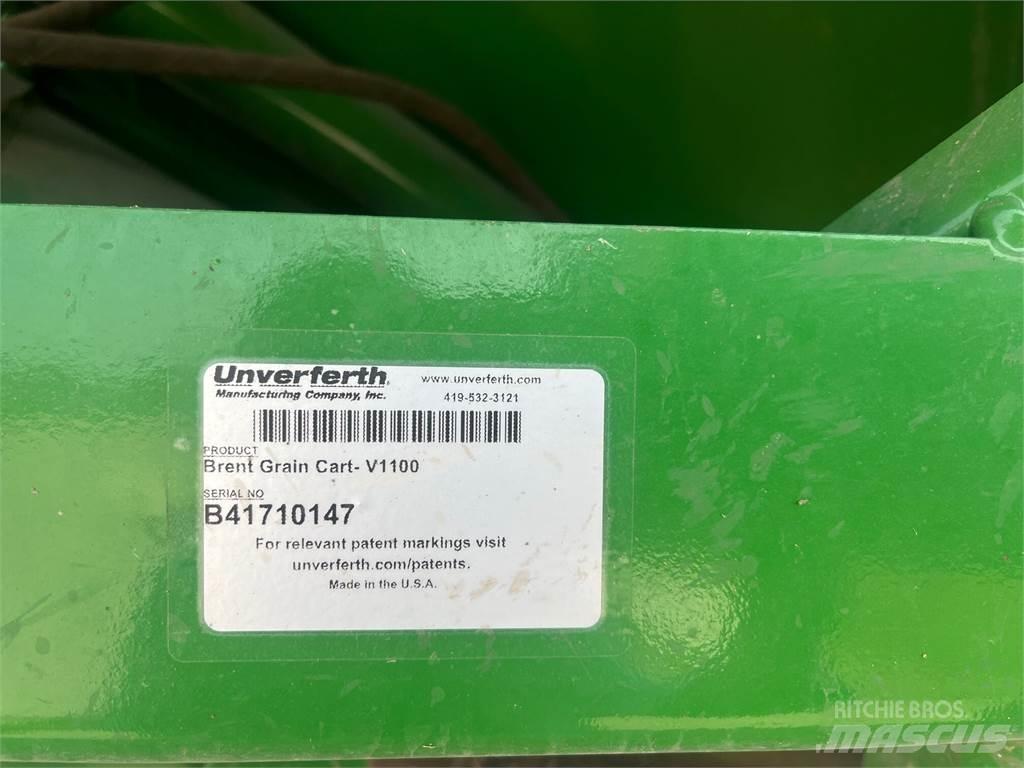 Unverferth
Manufacturing Company, Inc.
www.unverferth.com
419-532-3121
PRODUCT
Brent Grain Cart- V1100
SERIAL NO
B41710147
For relevant patent markings visit
unverferth.com/patents.
Made in the U.S.A.
RITCHIE BROS.
MASCUS